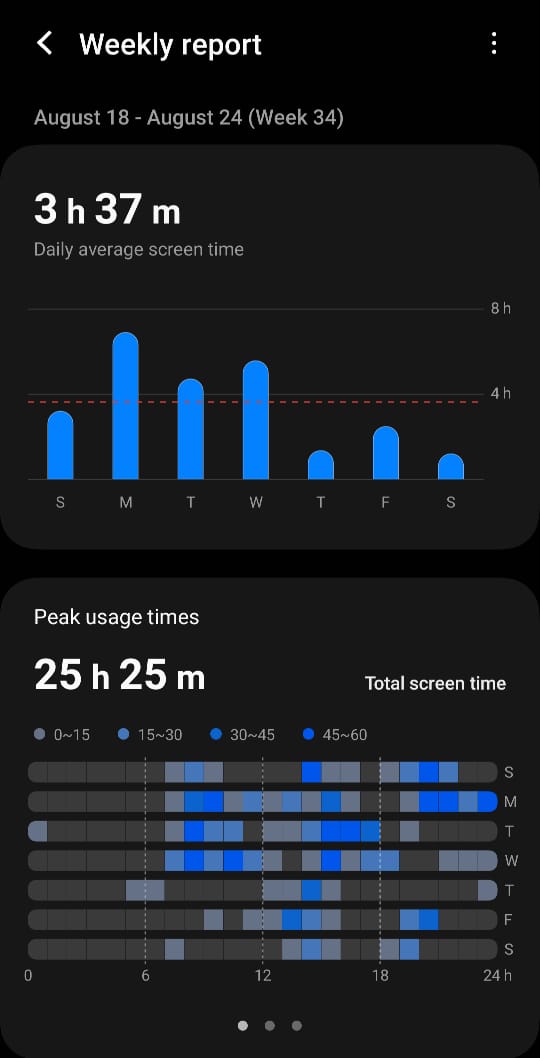 Weekly report
August 18 - August 24 (Week 34)
3 h 37 m
Daily average screen time
8 h
4 h
S M T W T F S
Peak usage times
25 h 25 m
Total screen time
0~15 15~30 30~45 45~60
S
M
T
W
T
F
S
0 6 12 18 24 h